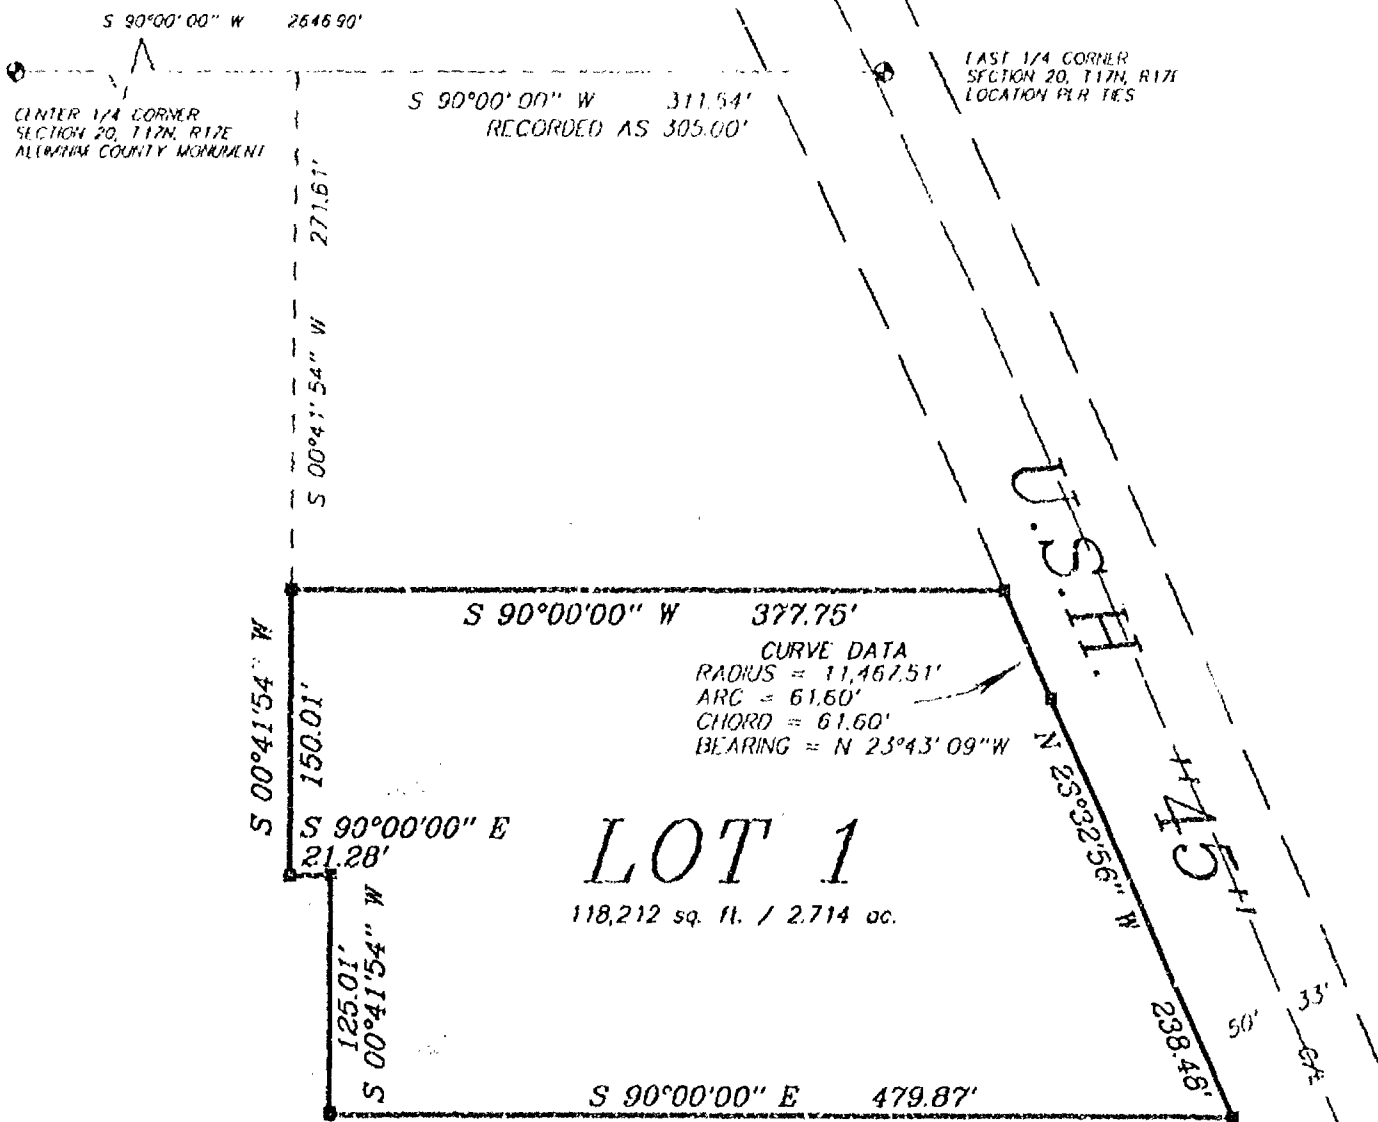 S 90°00'00" W 2646.90'
CENTER 1/4 CORNER
SECTION 20, T17N, R17E
ALUMINUM COUNTY MONUMENT
S 90°00'00" W 311.54'
RECORDED AS 305.00'
EAST 1/4 CORNER
SECTION 20, T17N, R17E
LOCATION PER TIES
S 00°41'54" W 271.61'
S 90°00'00" W 377.75'
CURVE DATA
RADIUS = 11,467.51'
ARC = 61.60'
CHORD = 61.60'
BEARING = N 23°43'09"W
U.S.H. "45"
S 00°41'54" W
150.01'
S 90°00'00" E
21.28'
LOT 1
118,212 sq. ft. / 2.714 ac.
N 23°32'56" W 238.48'
125.01'
S 00°41'54" W
S 90°00'00" E 479.87'
50'
33'